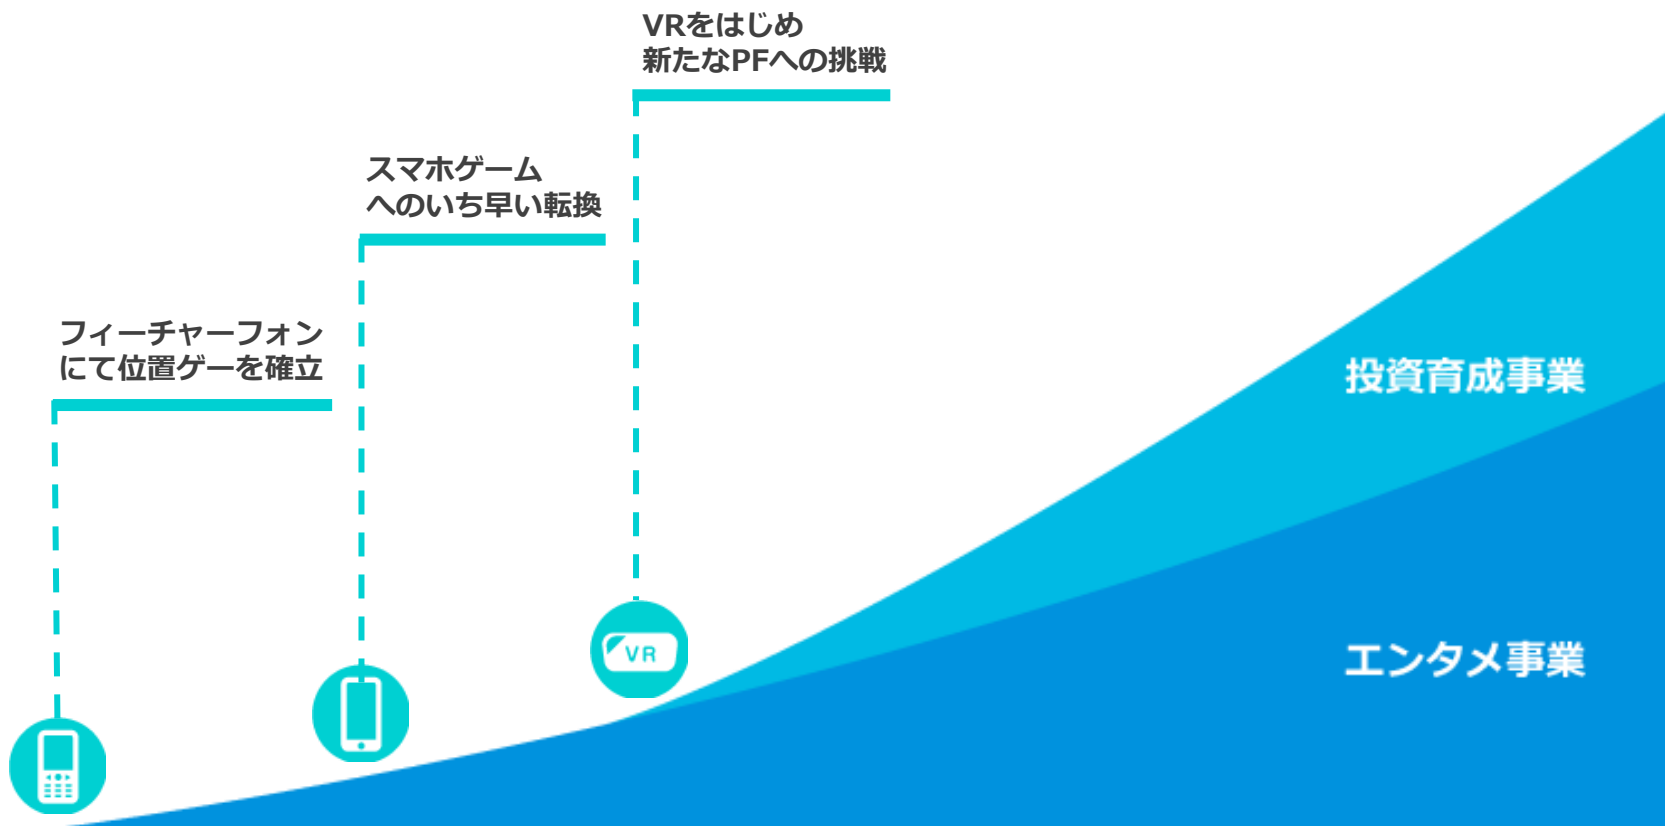 VRをはじめ
新たなPFへの挑戦
スマホゲーム
へのいち早い転換
フィーチャーフォン
にて位置ゲーを確立
投資育成事業
エンタメ事業
VR